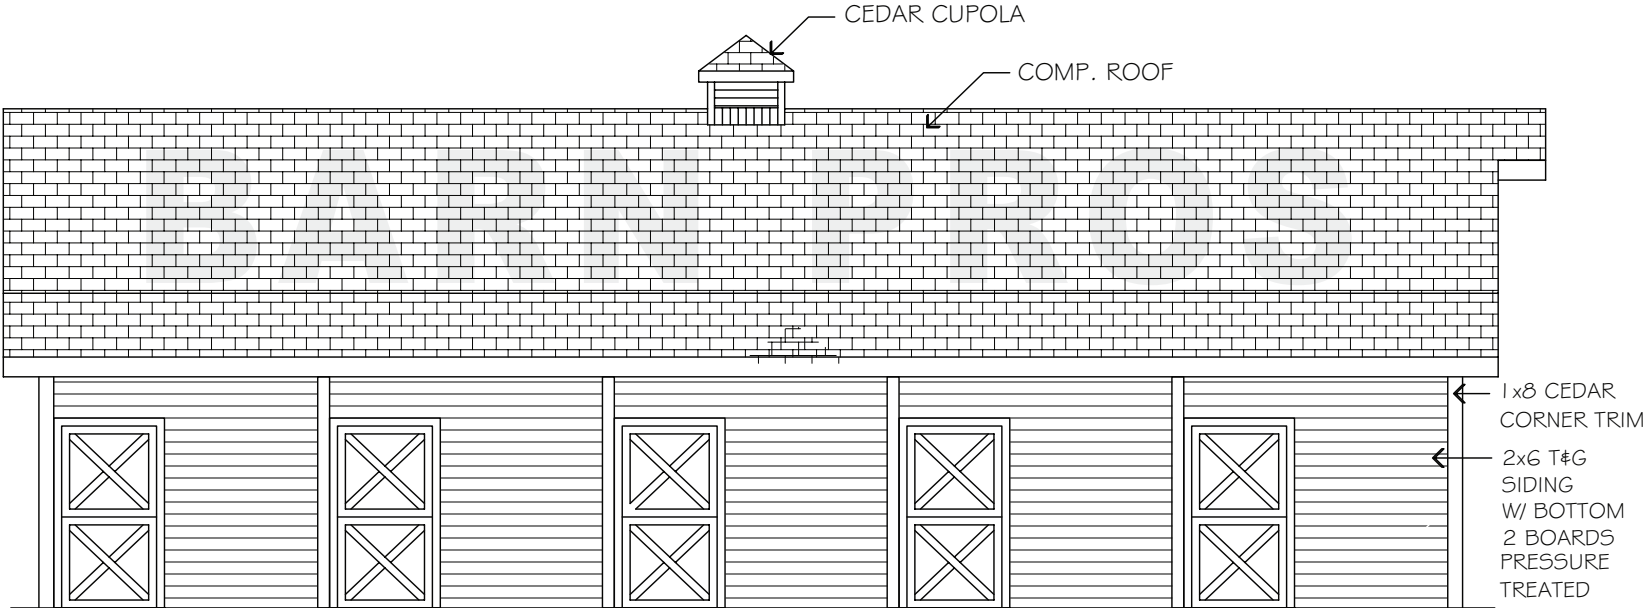 CEDAR CUPOLA
COMP. ROOF
BARN PROS
1x8 CEDAR
CORNER TRIM
2x6 T&G
SIDING
W/ BOTTOM
2 BOARDS
PRESSURE
TREATED